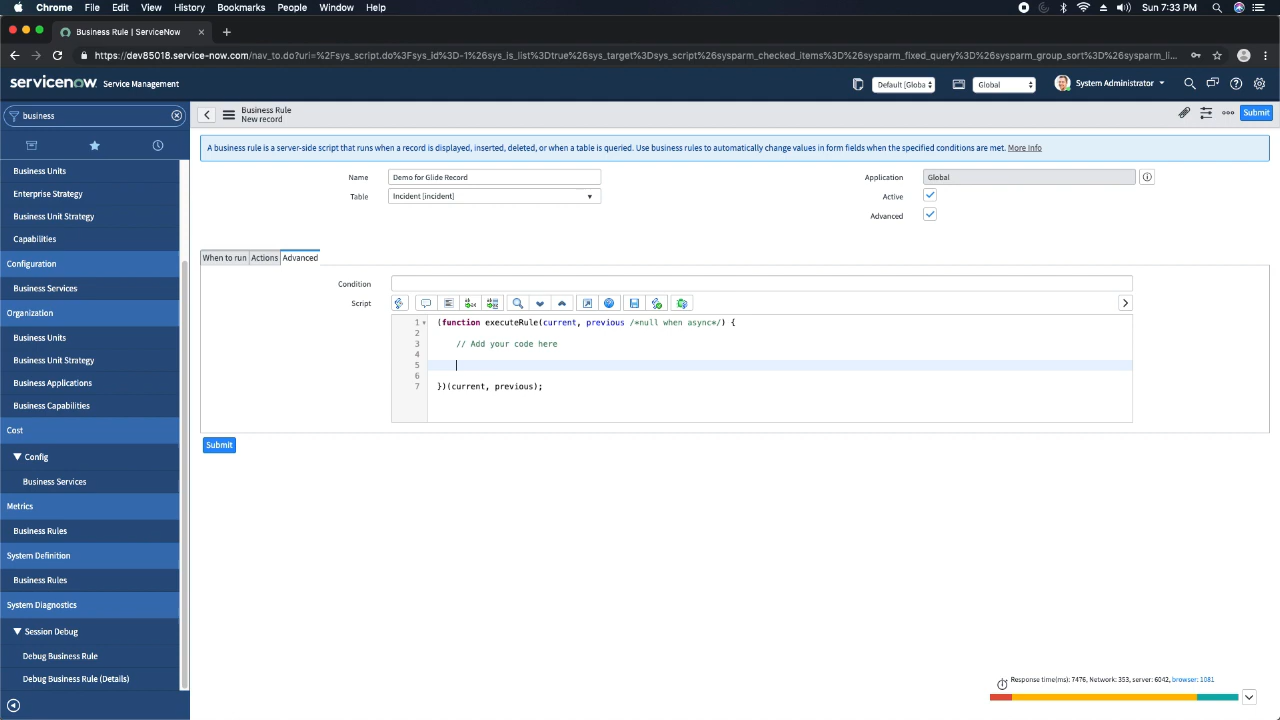 Chrome File Edit View History Bookmarks People Window Help Sun 7:33 PM
Business Rule | ServiceNow
https://dev85018.service-now.com/nav_to.do?uri=%2Fsys_script.do%3Fsys_id%3D-1%26sys_is_list%3Dtrue%26sys_target%3Dsys_script%26sysparm_checked_items%3D%26sysparm_fixed_query%3D%26sysparm_group_sort%3D%26sysparm_li...
servicenow Service Management Default [Globa Global System Administrator
business
Business Rule
New record
Submit
A business rule is a server-side script that runs when a record is displayed, inserted, deleted, or when a table is queried. Use business rules to automatically change values in form fields when the specified conditions are met. More Info
Business Units
Enterprise Strategy
Business Unit Strategy
Capabilities
Configuration
Business Services
Organization
Business Units
Business Unit Strategy
Business Applications
Business Capabilities
Cost
Config
Business Services
Metrics
Business Rules
System Definition
Business Rules
System Diagnostics
Session Debug
Debug Business Rule
Debug Business Rule (Details)
Name Demo for Glide Record
Table Incident [incident]
Application Global
Active
Advanced
When to run Actions Advanced
Condition
Script
1 (function executeRule(current, previous /*null when async*/) {
2
3 // Add your code here
4
5
6
7 })(current, previous);
Submit
Response time(ms): 7476, Network: 353, server: 6042, browser: 1081